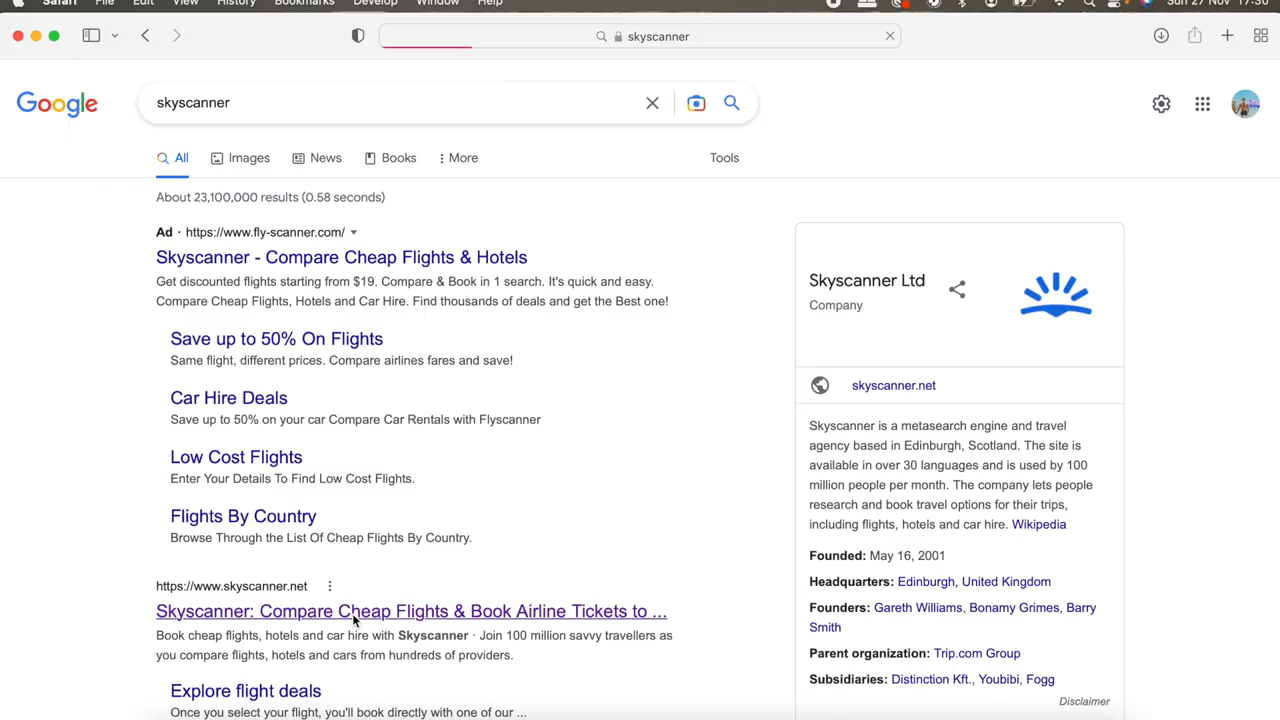 Safari File Edit View History Bookmarks Develop Window Help Sun 27 Nov 17:30
skyscanner
Google
skyscanner
All Images News Books More Tools
About 23,100,000 results (0.58 seconds)
Ad · https://www.fly-scanner.com/
Skyscanner - Compare Cheap Flights & Hotels
Get discounted flights starting from $19. Compare & Book in 1 search. It's quick and easy.
Compare Cheap Flights, Hotels and Car Hire. Find thousands of deals and get the Best one!
Save up to 50% On Flights
Same flight, different prices. Compare airlines fares and save!
Car Hire Deals
Save up to 50% on your car Compare Car Rentals with Flyscanner
Low Cost Flights
Enter Your Details To Find Low Cost Flights.
Flights By Country
Browse Through the List Of Cheap Flights By Country.
https://www.skyscanner.net
Skyscanner: Compare Cheap Flights & Book Airline Tickets to ...
Book cheap flights, hotels and car hire with Skyscanner · Join 100 million savvy travellers as
you compare flights, hotels and cars from hundreds of providers.
Explore flight deals
Once you select your flight, you'll book directly with one of our ...
Skyscanner Ltd
Company
skyscanner.net
Skyscanner is a metasearch engine and travel
agency based in Edinburgh, Scotland. The site is
available in over 30 languages and is used by 100
million people per month. The company lets people
research and book travel options for their trips,
including flights, hotels and car hire. Wikipedia
Founded: May 16, 2001
Headquarters: Edinburgh, United Kingdom
Founders: Gareth Williams, Bonamy Grimes, Barry
Smith
Parent organization: Trip.com Group
Subsidiaries: Distinction Kft., Youbibi, Fogg
Disclaimer